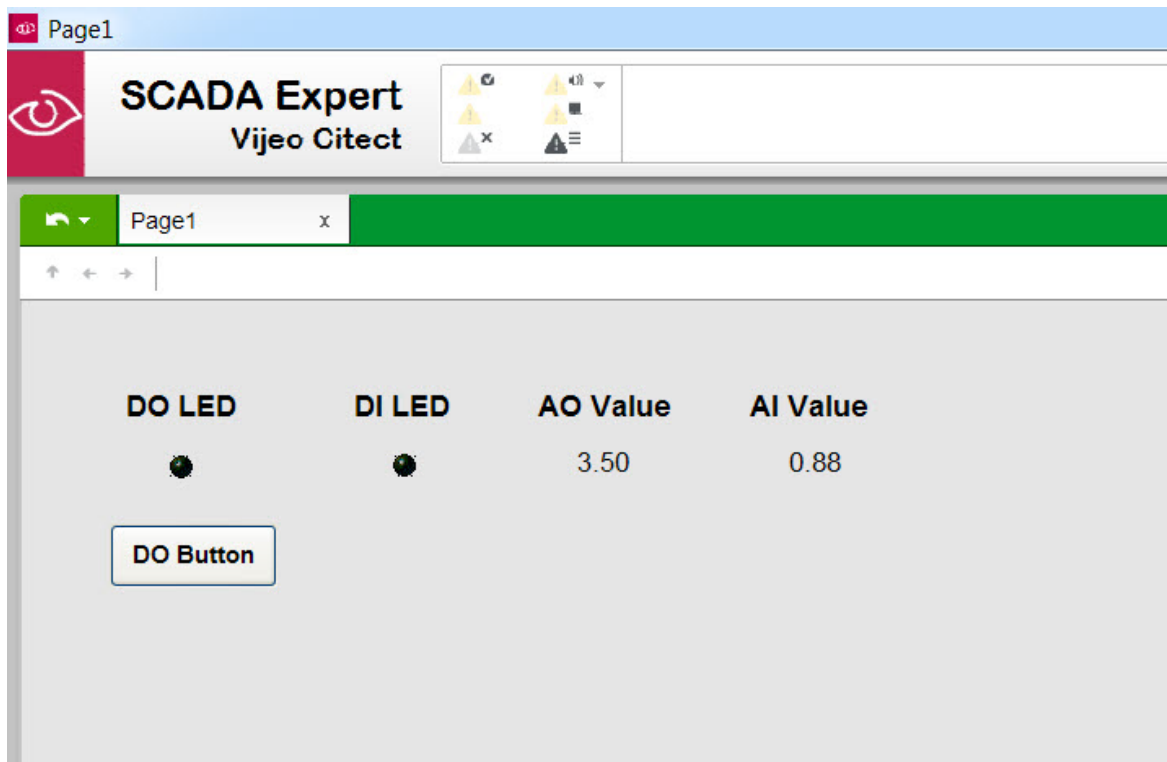 Page1
SCADA Expert
Vijeo Citect
Page1 x
DO LED DI LED AO Value AI Value
3.50 0.88
DO Button